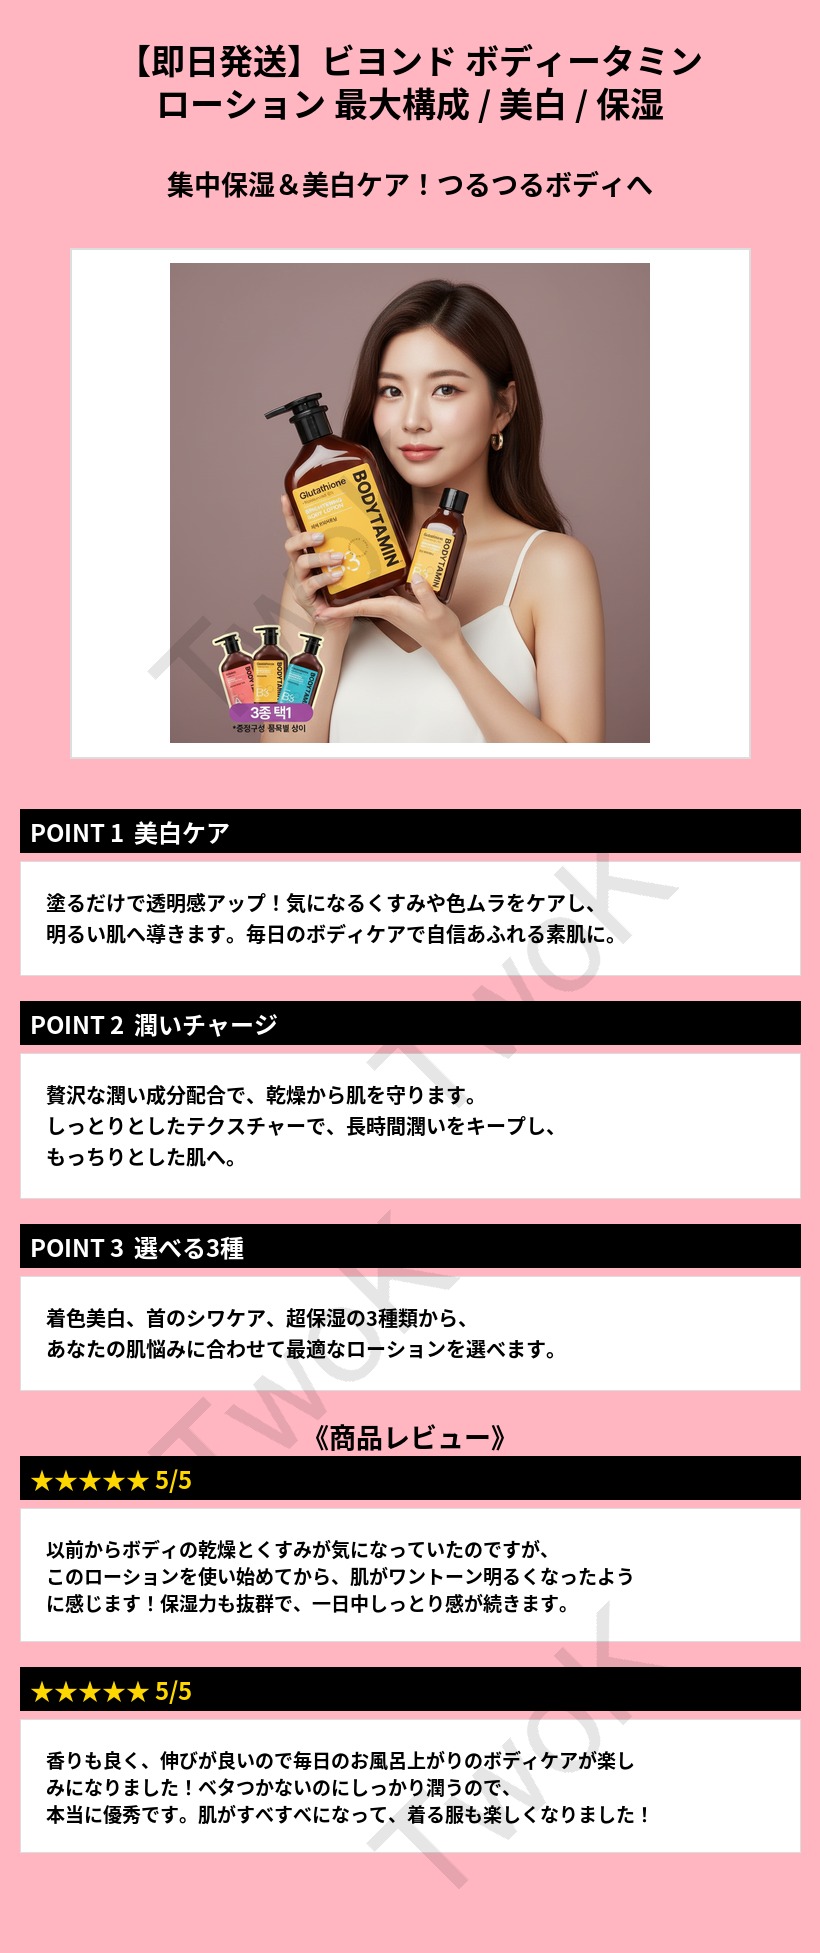 【即日発送】ビヨンド ボディータミン
ローション 最大構成 / 美白 / 保湿
集中保湿＆美白ケア！つるつるボディへ
Glutathione
BODYTAMIN
BRIGHTENING
BODY LOTION
B3
Glutathione
BODYTAMIN
B3
Glutathione
BODYTAMIN
B3
BODYTAMIN
B5
3종 택1
*증정구성 품목별 상이
TwoK
POINT 1 美白ケア
塗るだけで透明感アップ！気になるくすみや色ムラをケアし、
明るい肌へ導きます。毎日のボディケアで自信あふれる素肌に。
TwoK
POINT 2 潤いチャージ
贅沢な潤い成分配合で、乾燥から肌を守ります。
しっとりとしたテクスチャーで、長時間潤いをキープし、
もっちりとした肌へ。
POINT 3 選べる3種
着色美白、首のシワケア、超保湿の3種類から、
あなたの肌悩みに合わせて最適なローションを選べます。
TwoK
《商品レビュー》
★★★★★ 5/5
以前からボディの乾燥とくすみが気になっていたのですが、
このローションを使い始めてから、肌がワントーン明るくなったよう
に感じます！保湿力も抜群で、一日中しっとり感が続きます。
★★★★★ 5/5
香りも良く、伸びが良いので毎日のお風呂上がりのボディケアが楽し
みになりました！ベタつかないのにしっかり潤うので、
本当に優秀です。肌がすべすべになって、着る服も楽しくなりました！
TwoK